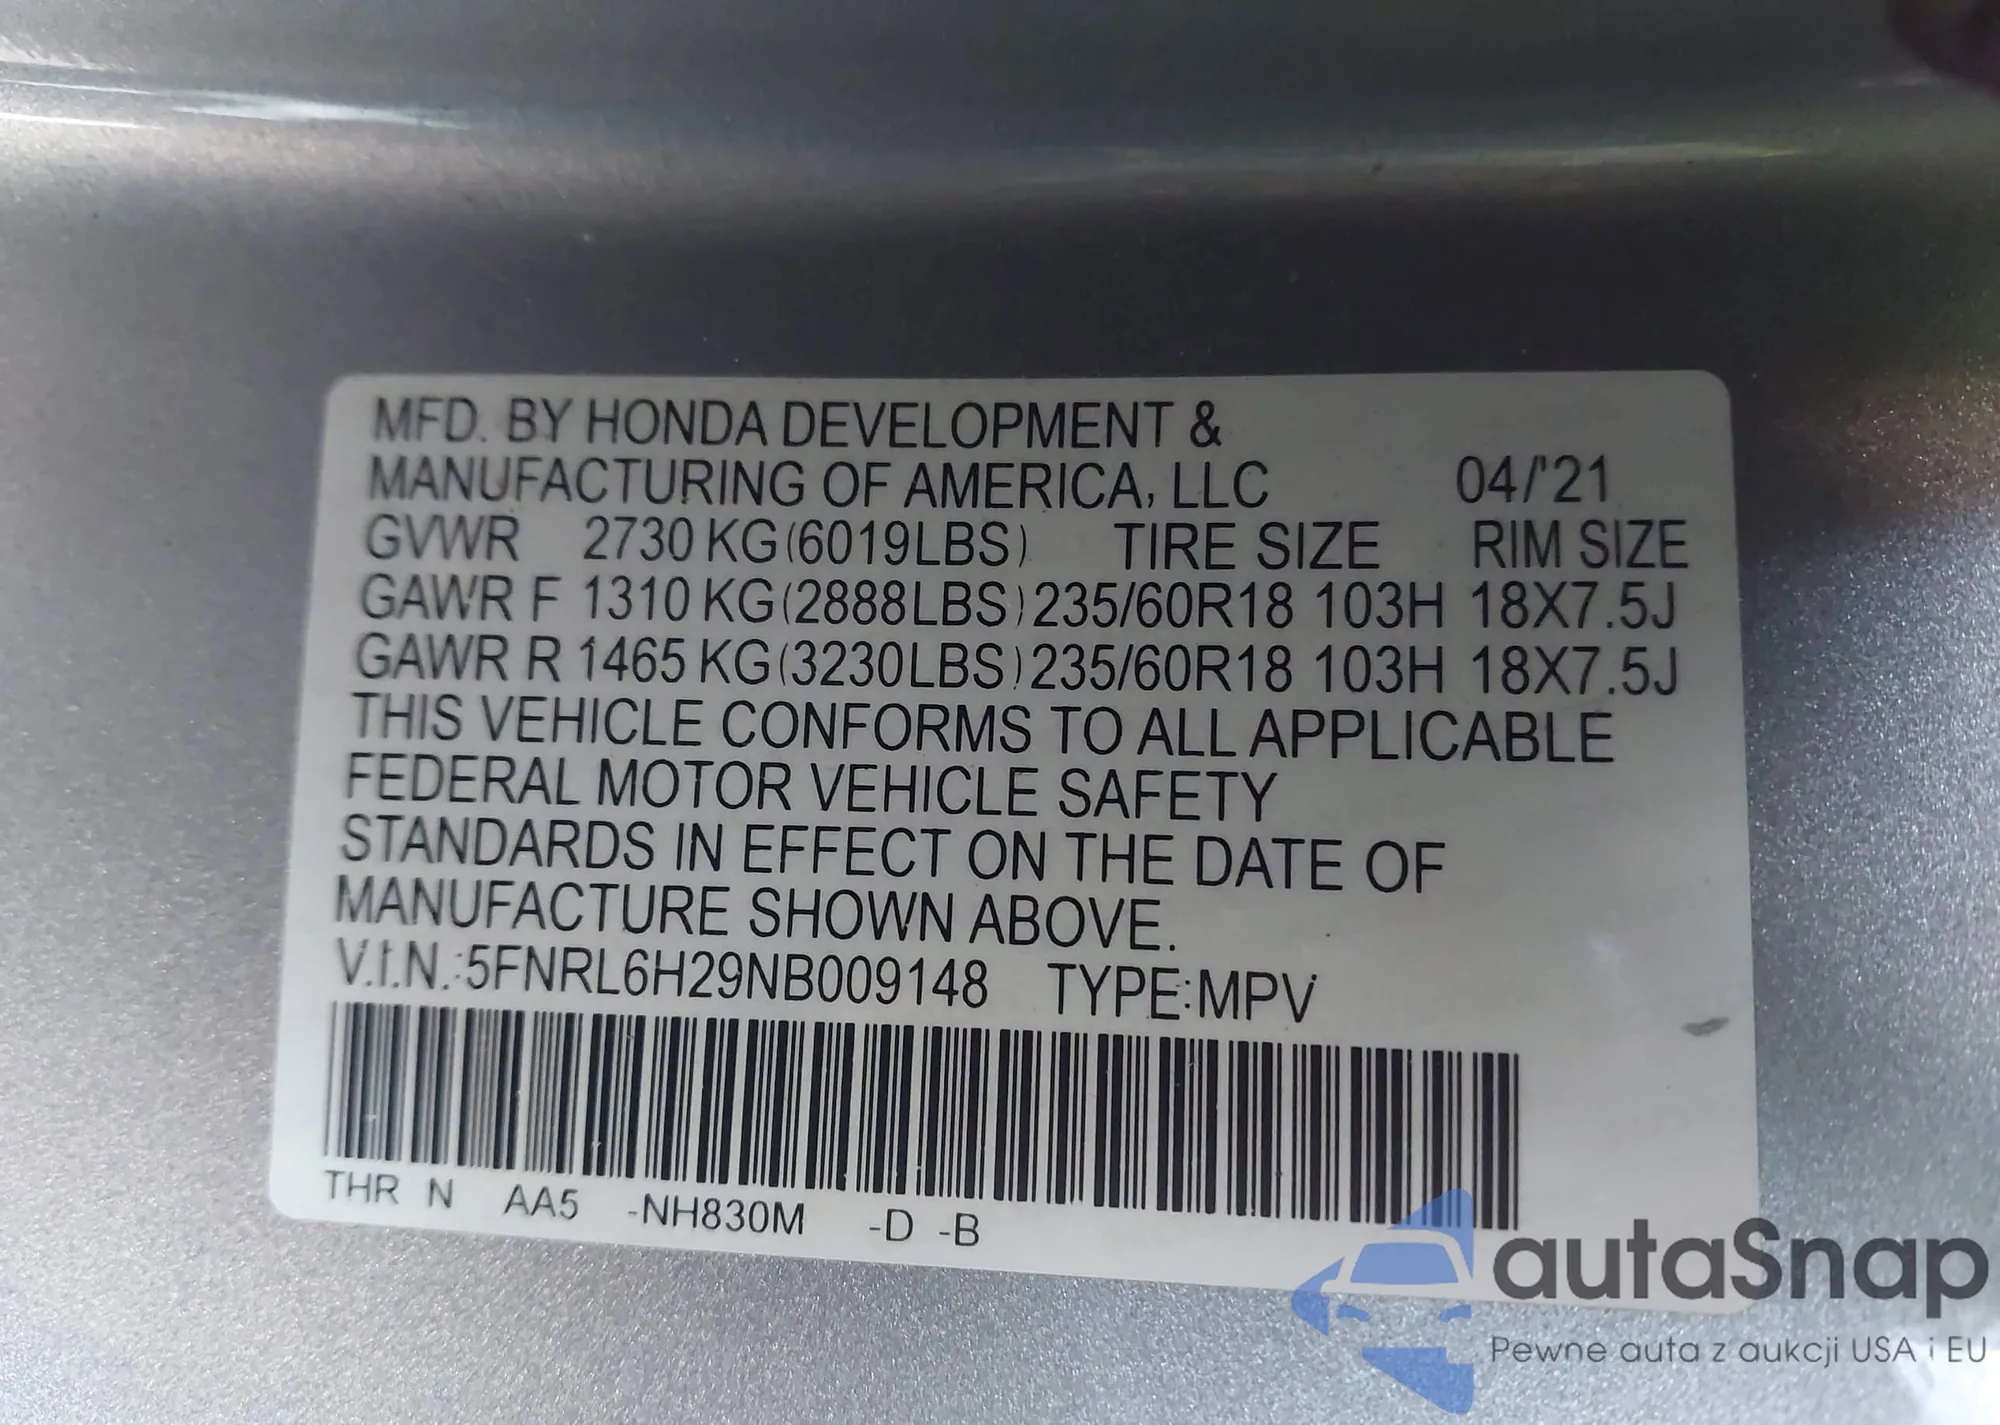 MFD. BY HONDA DEVELOPMENT &
MANUFACTURING OF AMERICA, LLC 04/'21
GVWR 2730 KG (6019LBS) TIRE SIZE RIM SIZE
GAWR F 1310 KG (2888LBS) 235/60R18 103H 18X7.5J
GAWR R 1465 KG (3230LBS) 235/60R18 103H 18X7.5J
THIS VEHICLE CONFORMS TO ALL APPLICABLE
FEDERAL MOTOR VEHICLE SAFETY
STANDARDS IN EFFECT ON THE DATE OF
MANUFACTURE SHOWN ABOVE.
V.I.N.:5FNRL6H29NB009148 TYPE:MPV
THR N AA5 -NH830M -D -B
autaSnap
Pewne auta z aukcji USA i EU